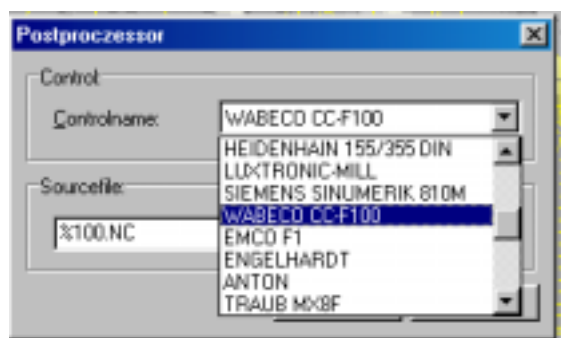 Postproczessor
Control:
Controlname:
WABECO CC-F100
HEIDENHAIN 155/355 DIN
LUXTRONIC-MILL
SIEMENS SINUMERIK 810M
WABECO CC-F100
EMCO F1
ENGELHARDT
ANTON
TRAUB MX8F
Sourcefile:
%100.NC